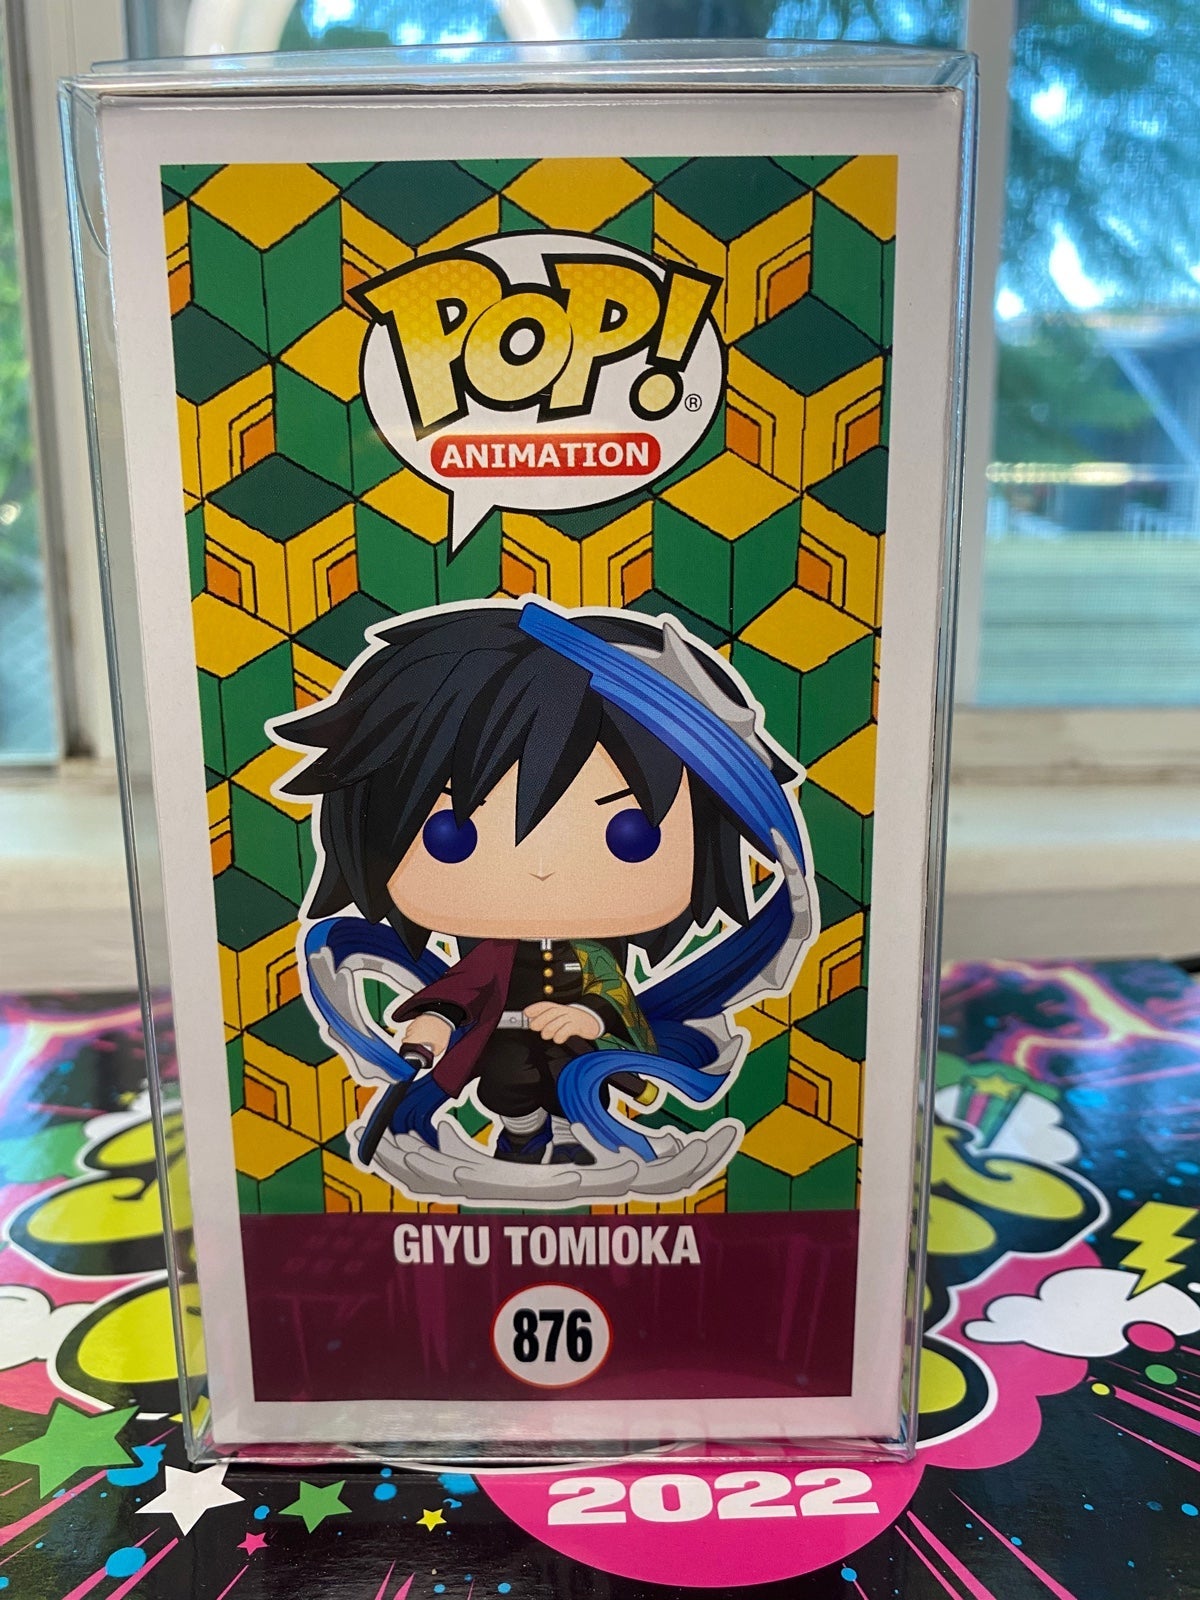 POP!®
ANIMATION
GIYU TOMIOKA
876
2022